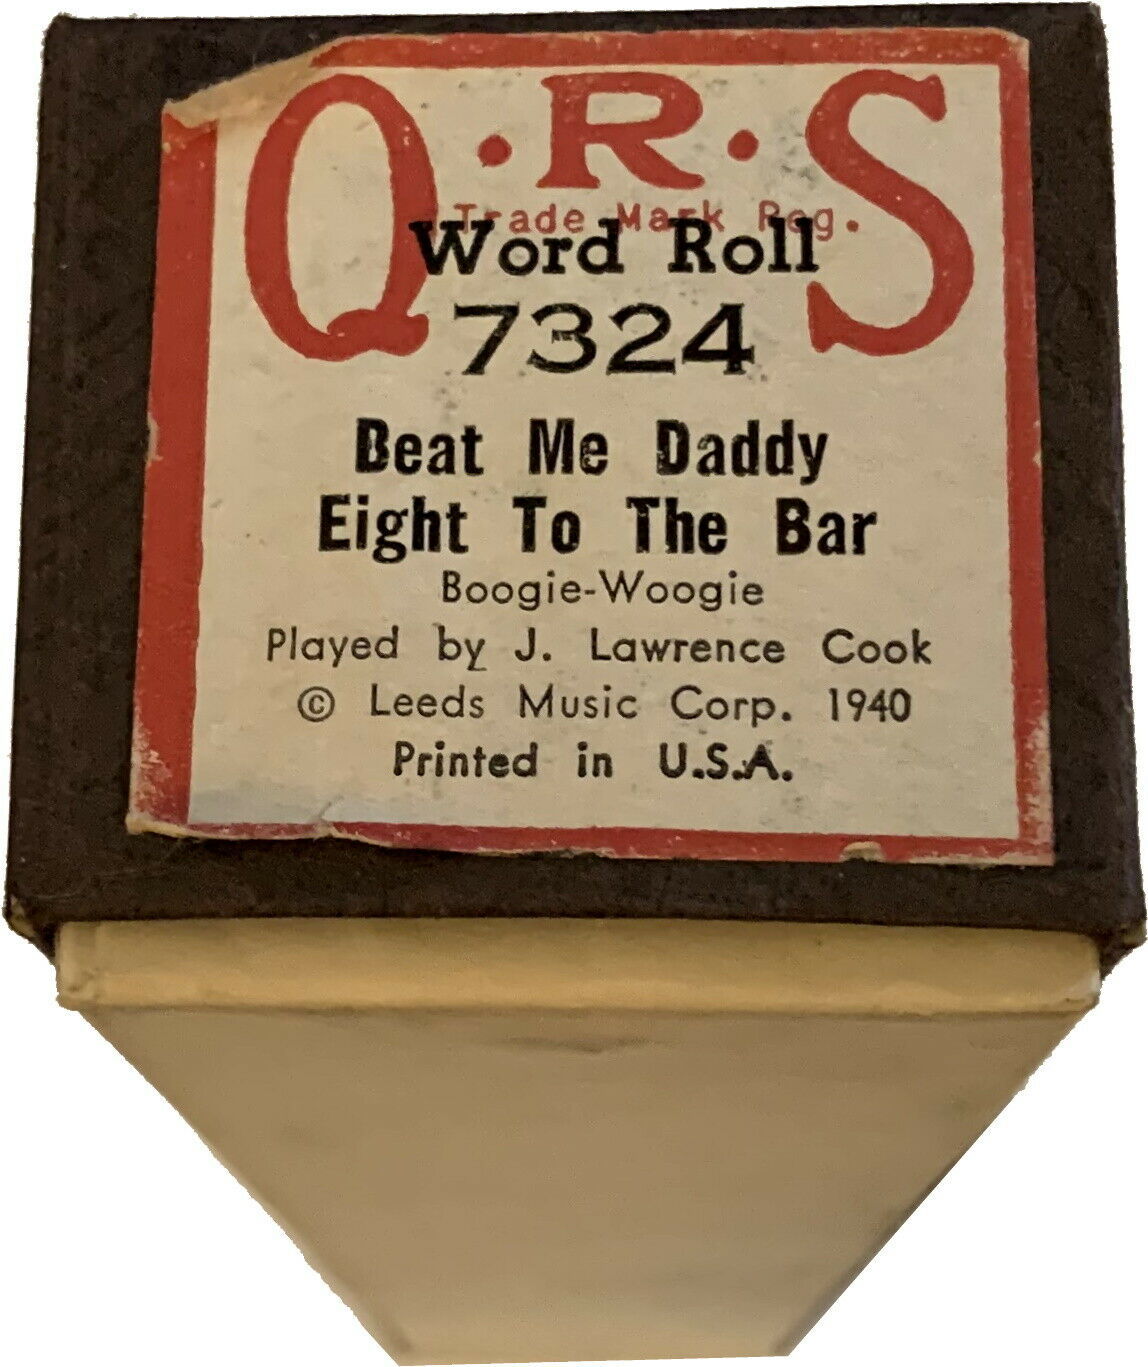 Q·R·S
Trade Mark Reg.
Word Roll
7324
Beat Me Daddy
Eight To The Bar
Boogie-Woogie
Played by J. Lawrence Cook
© Leeds Music Corp. 1940
Printed in U.S.A.